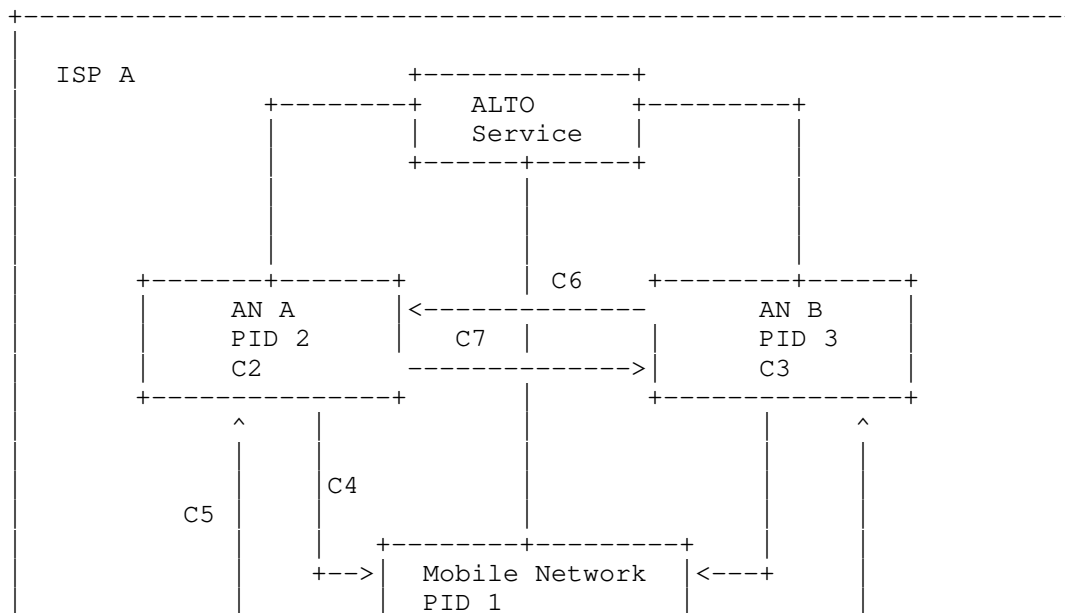 ISP A
ALTO
Service
C6
AN A
AN B
PID 2
C7
PID 3
C2
C3
C4
C5
Mobile Network
PID 1